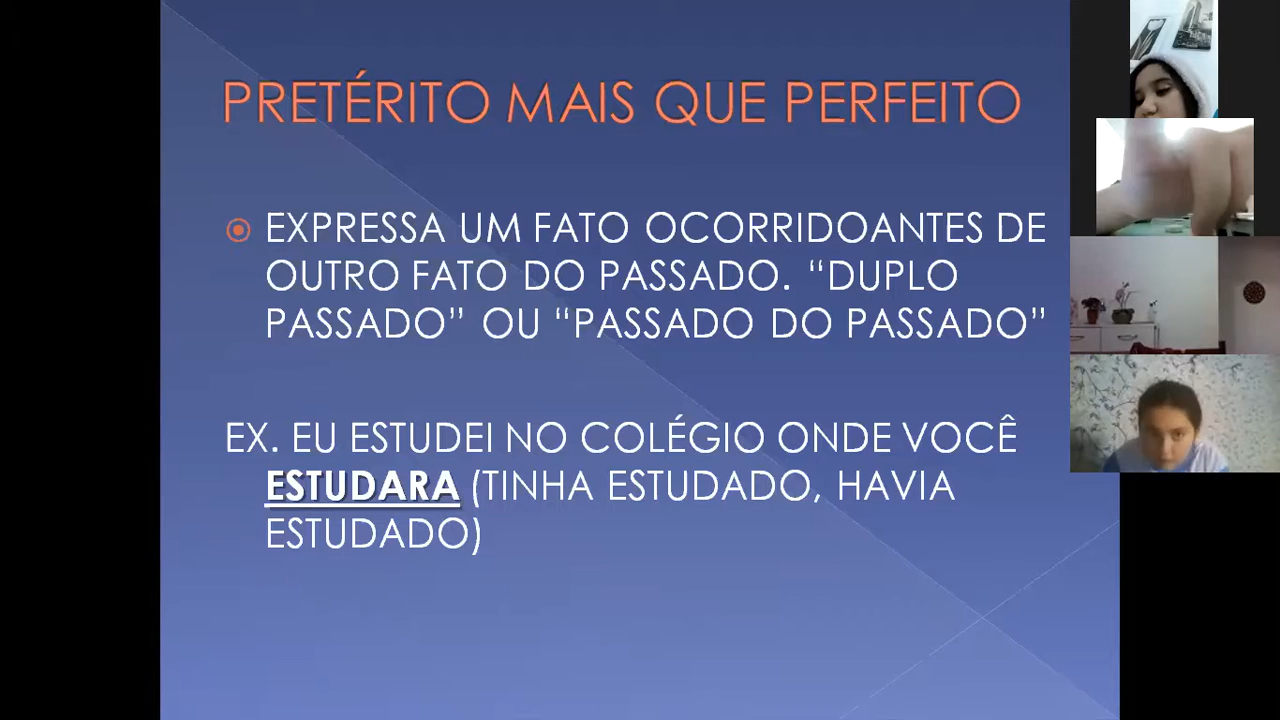 PRETÉRITO MAIS QUE PERFEITO
EXPRESSA UM FATO OCORRIDOANTES DE
OUTRO FATO DO PASSADO. “DUPLO
PASSADO” OU “PASSADO DO PASSADO”
EX. EU ESTUDEI NO COLÉGIO ONDE VOCÊ
ESTUDARA (TINHA ESTUDADO, HAVIA
ESTUDADO)